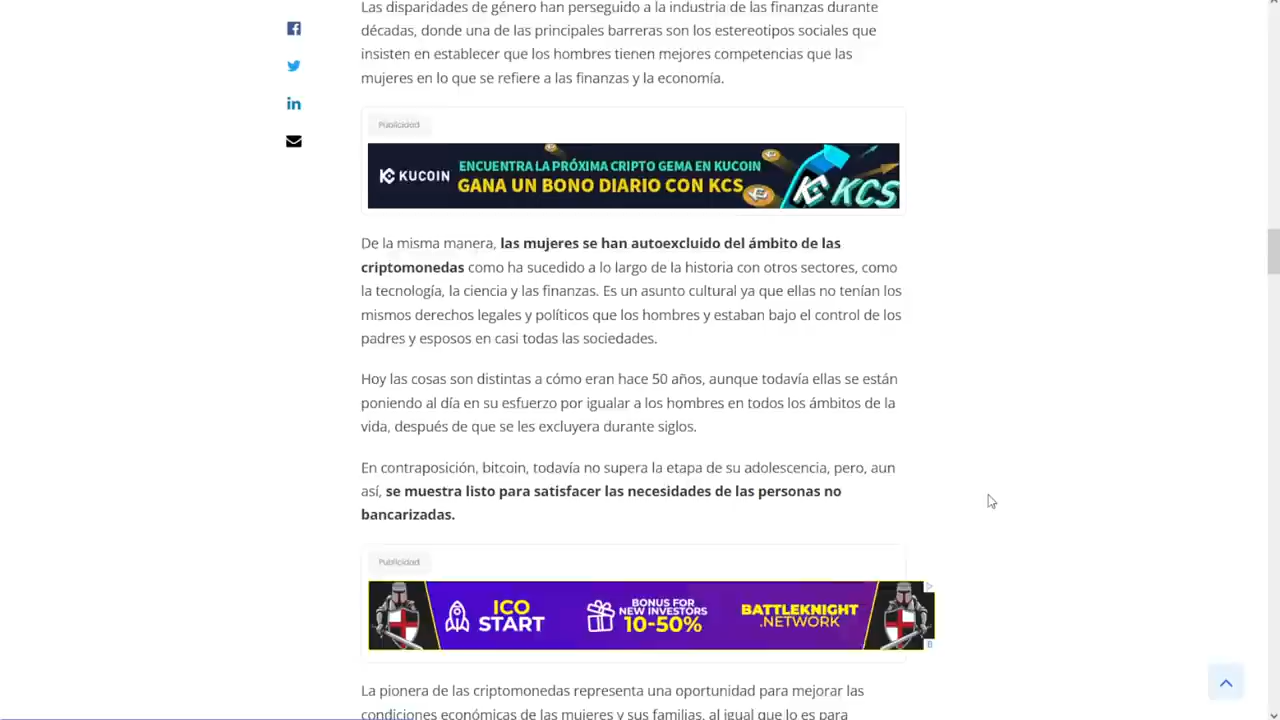 Las disparidades de género han perseguido a la industria de las finanzas durante
décadas, donde una de las principales barreras son los estereotipos sociales que
insisten en establecer que los hombres tienen mejores competencias que las
mujeres en lo que se refiere a las finanzas y la economía.
Publicidad
KUCOIN
ENCUENTRA LA PRÓXIMA CRIPTO GEMA EN KUCOIN
GANA UN BONO DIARIO CON KCS
KCS
De la misma manera, las mujeres se han autoexcluido del ámbito de las
criptomonedas como ha sucedido a lo largo de la historia con otros sectores, como
la tecnología, la ciencia y las finanzas. Es un asunto cultural ya que ellas no tenían los
mismos derechos legales y políticos que los hombres y estaban bajo el control de los
padres y esposos en casi todas las sociedades.
Hoy las cosas son distintas a cómo eran hace 50 años, aunque todavía ellas se están
poniendo al día en su esfuerzo por igualar a los hombres en todos los ámbitos de la
vida, después de que se les excluyera durante siglos.
En contraposición, bitcoin, todavía no supera la etapa de su adolescencia, pero, aun
así, se muestra listo para satisfacer las necesidades de las personas no
bancarizadas.
Publicidad
ICO
START
BONUS FOR
NEW INVESTORS
10-50%
BATTLEKNIGHT
.NETWORK
La pionera de las criptomonedas representa una oportunidad para mejorar las
condiciones económicas de las mujeres y sus familias, al igual que lo es para